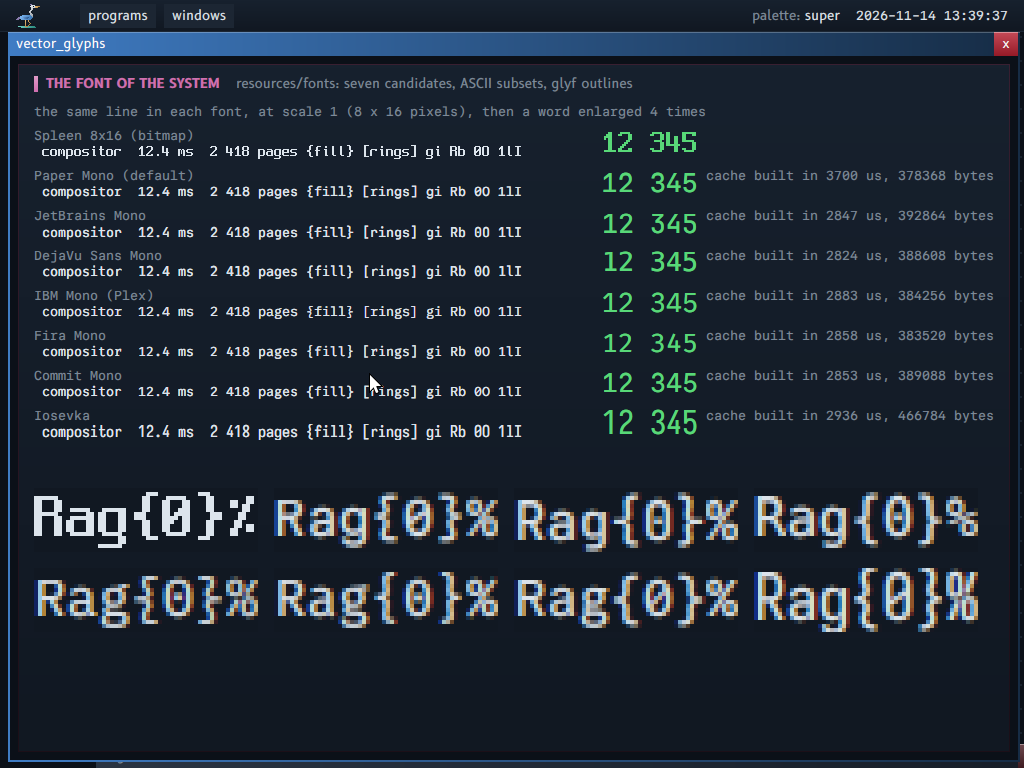 programs windows palette: super 2026-11-14 13:39:37
vector_glyphs x
THE FONT OF THE SYSTEM resources/fonts: seven candidates, ASCII subsets, glyf outlines
the same line in each font, at scale 1 (8 x 16 pixels), then a word enlarged 4 times
Spleen 8x16 (bitmap)
compositor 12.4 ms 2 418 pages {fill} [rings] gi Rb 0O 1lI 12 345
Paper Mono (default)
compositor 12.4 ms 2 418 pages {fill} [rings] gi Rb 0O 1lI 12 345 cache built in 3700 us, 378368 bytes
JetBrains Mono
compositor 12.4 ms 2 418 pages {fill} [rings] gi Rb 0O 1lI 12 345 cache built in 2847 us, 392864 bytes
DejaVu Sans Mono
compositor 12.4 ms 2 418 pages {fill} [rings] gi Rb 0O 1lI 12 345 cache built in 2824 us, 388608 bytes
IBM Mono (Plex)
compositor 12.4 ms 2 418 pages {fill} [rings] gi Rb 0O 1lI 12 345 cache built in 2883 us, 384256 bytes
Fira Mono
compositor 12.4 ms 2 418 pages {fill} [rings] gi Rb 0O 1lI 12 345 cache built in 2858 us, 383520 bytes
Commit Mono
compositor 12.4 ms 2 418 pages {fill} [rings] gi Rb 0O 1lI 12 345 cache built in 2853 us, 389088 bytes
Iosevka
compositor 12.4 ms 2 418 pages {fill} [rings] gi Rb 0O 1lI 12 345 cache built in 2936 us, 466784 bytes
Rag{0}% Rag{0}% Rag{0}% Rag{0}%
Rag{0}% Rag{0}% Rag{0}% Rag{0}%